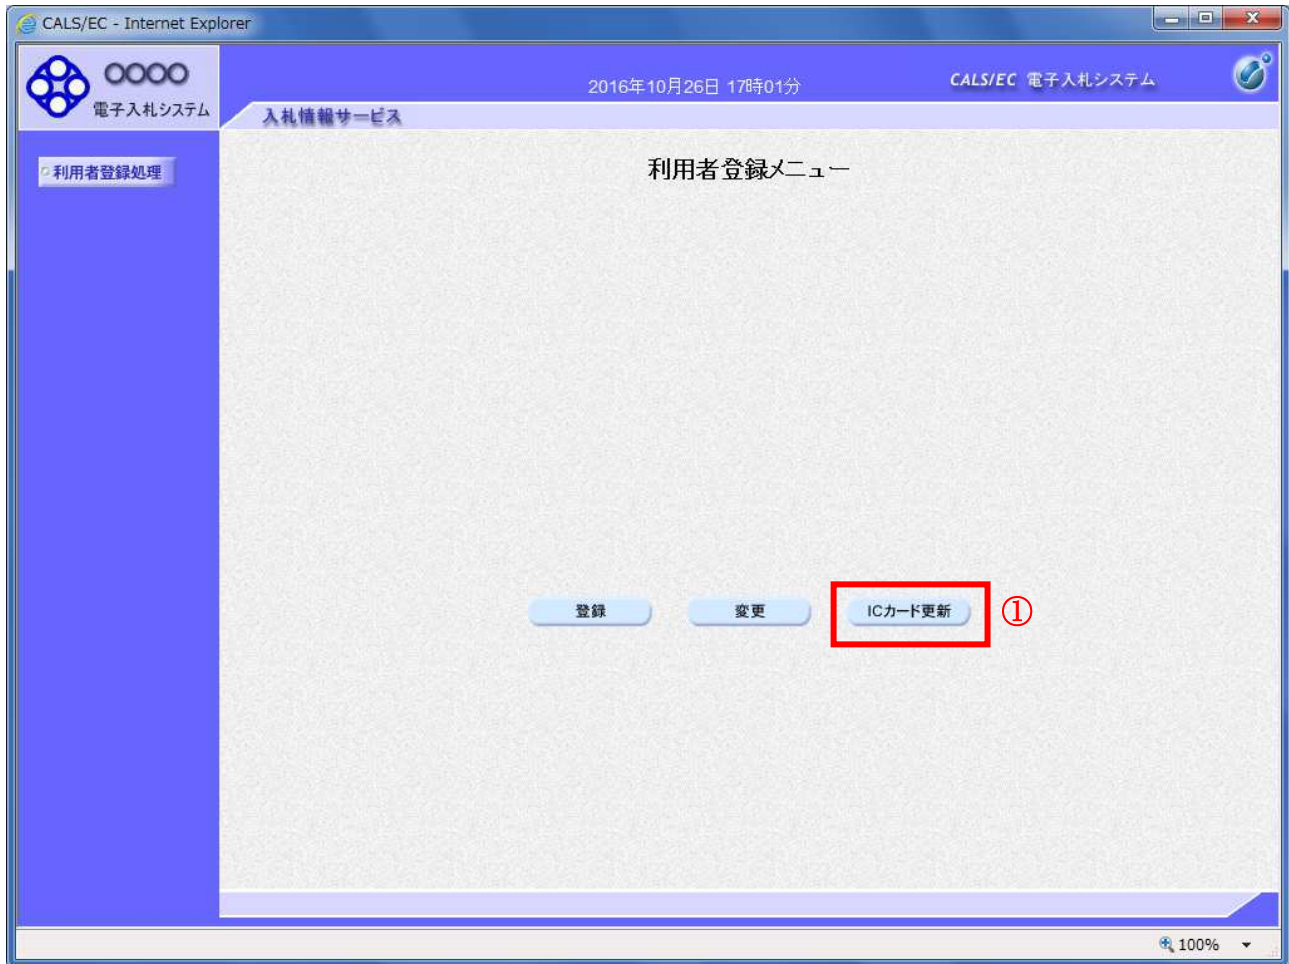 CALS/EC - Internet Explorer
○○○○
電子入札システム
2016年10月26日 17時01分
CALS/EC 電子入札システム
入札情報サービス
利用者登録処理
利用者登録メニュー
登録
変更
ICカード更新
①
100%